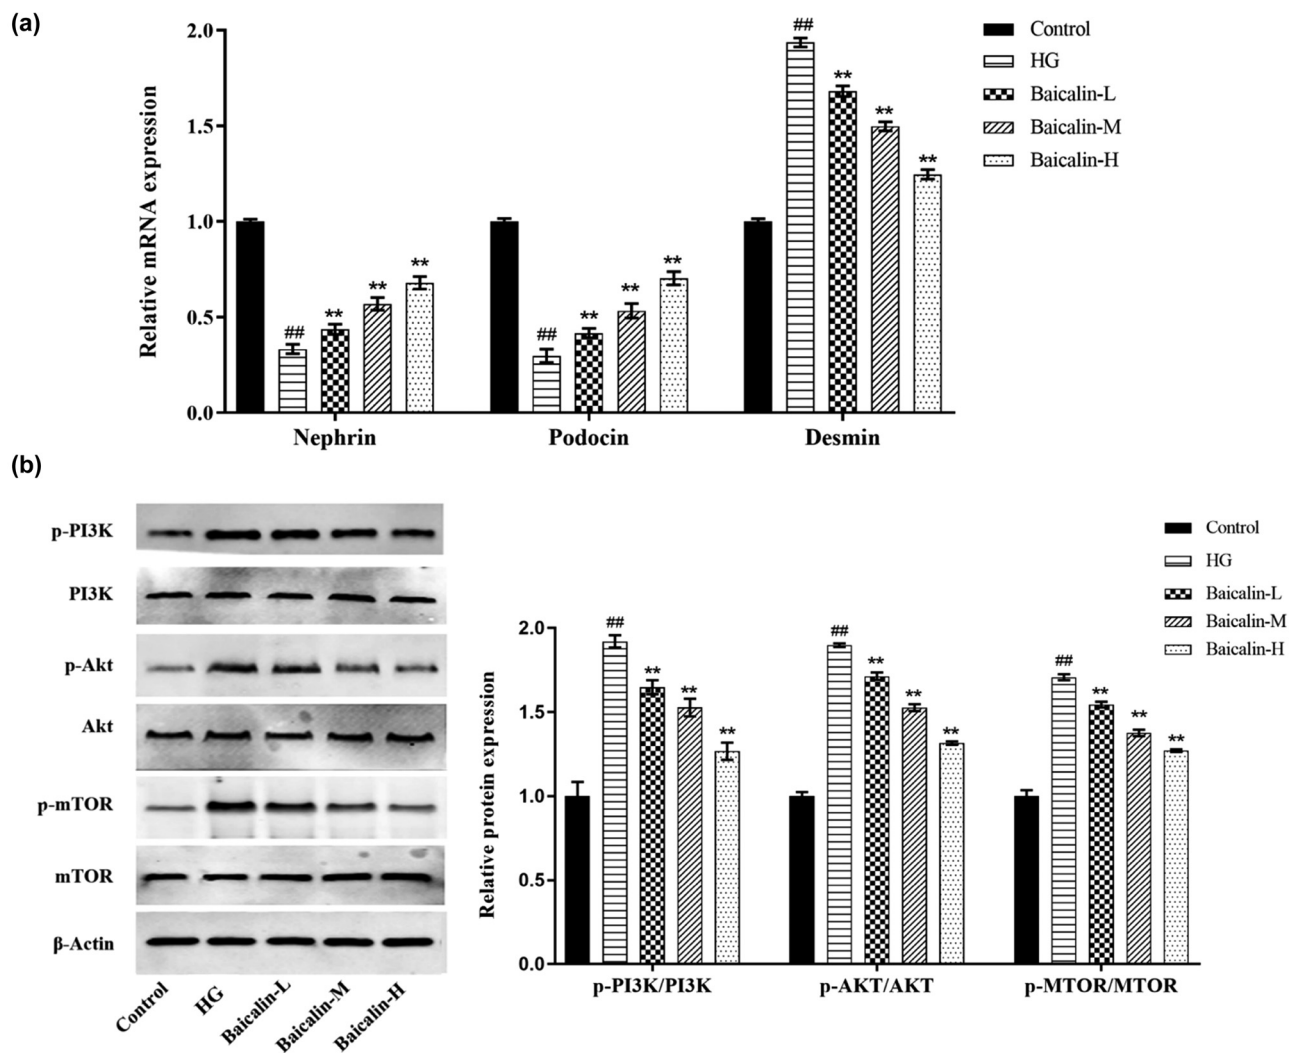 (a)
2.0
1.5
1.0
0.5
0.0
Relative mRNA expression
##
**
**
**
##
**
**
**
##
**
**
**
Nephrin
Podocin
Desmin
Control
HG
Baicalin-L
Baicalin-M
Baicalin-H
(b)
p-PI3K
PI3K
p-Akt
Akt
p-mTOR
mTOR
β-Actin
Control
HG
Baicalin-L
Baicalin-M
Baicalin-H
2.0
1.5
1.0
0.5
0.0
Relative protein expression
##
**
**
**
##
**
**
**
##
**
**
**
p-PI3K/PI3K
p-AKT/AKT
p-MTOR/MTOR
Control
HG
Baicalin-L
Baicalin-M
Baicalin-H